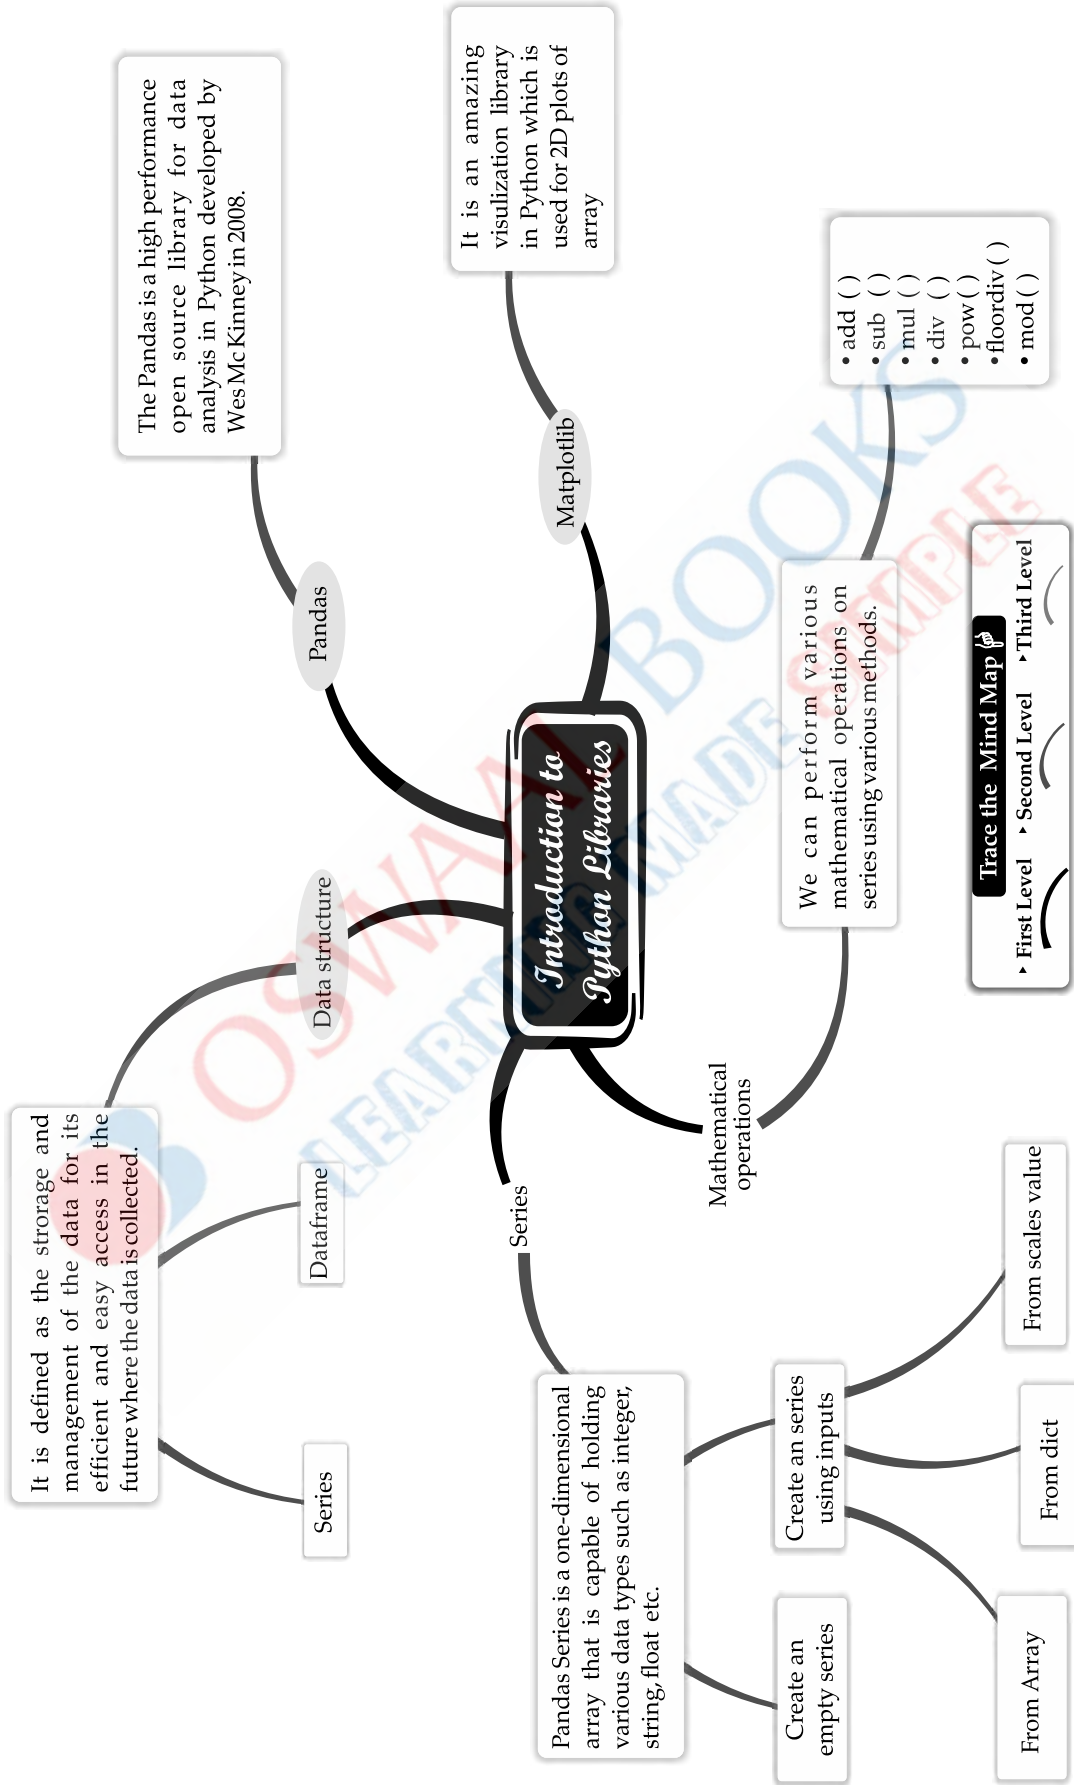 It is defined as the strorage and
management of the data for its
efficient and easy access in the
future where the data is collected.
Series
Dataframe
Data structure
The Pandas is a high performance
open source library for data
analysis in Python developed by
Wes McKinney in 2008.
Pandas
It is an amazing
visulization library
in Python which is
used for 2D plots of
array
Matplotlib
Introduction to
Python Libraries
Series
Pandas Series is a one-dimensional
array that is capable of holding
various data types such as integer,
string, float etc.
Create an
empty series
Create an series
using inputs
From Array
From dict
From scales value
Mathematical
operations
We can perform various
mathematical operations on
series using various methods.
• add ( )
• sub ( )
• mul ( )
• div ( )
• pow ( )
• floordiv ( )
• mod ( )
Trace the Mind Map
▸ First Level ▸ Second Level ▸ Third Level
OSWAAL BOOKS
LEARNING MADE SIMPLE